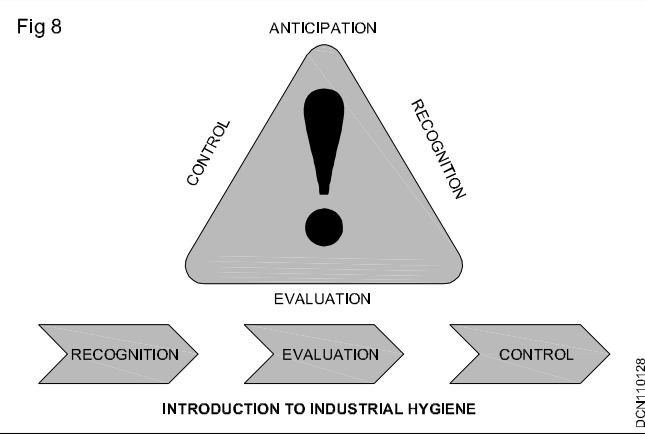 Fig 8
ANTICIPATION
CONTROL
RECOGNITION
EVALUATION
RECOGNITION
EVALUATION
CONTROL
INTRODUCTION TO INDUSTRIAL HYGIENE
DCN110128